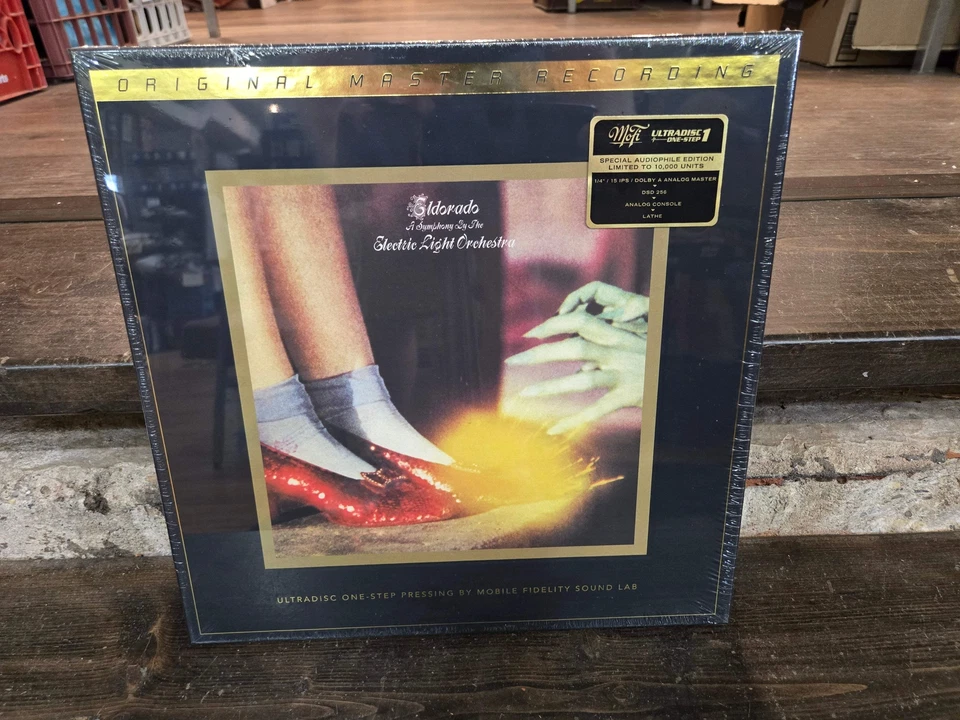 ORIGINAL MASTER RECORDING
MoFi ULTRADISC ONE-STEP 1
SPECIAL AUDIOPHILE EDITION
LIMITED TO 10,000 UNITS
1/4" / 15 IPS / DOLBY A ANALOG MASTER
DSD 256
ANALOG CONSOLE
LATHE
Eldorado
A Symphony By The
Electric Light Orchestra
ULTRADISC ONE-STEP PRESSING BY MOBILE FIDELITY SOUND LAB